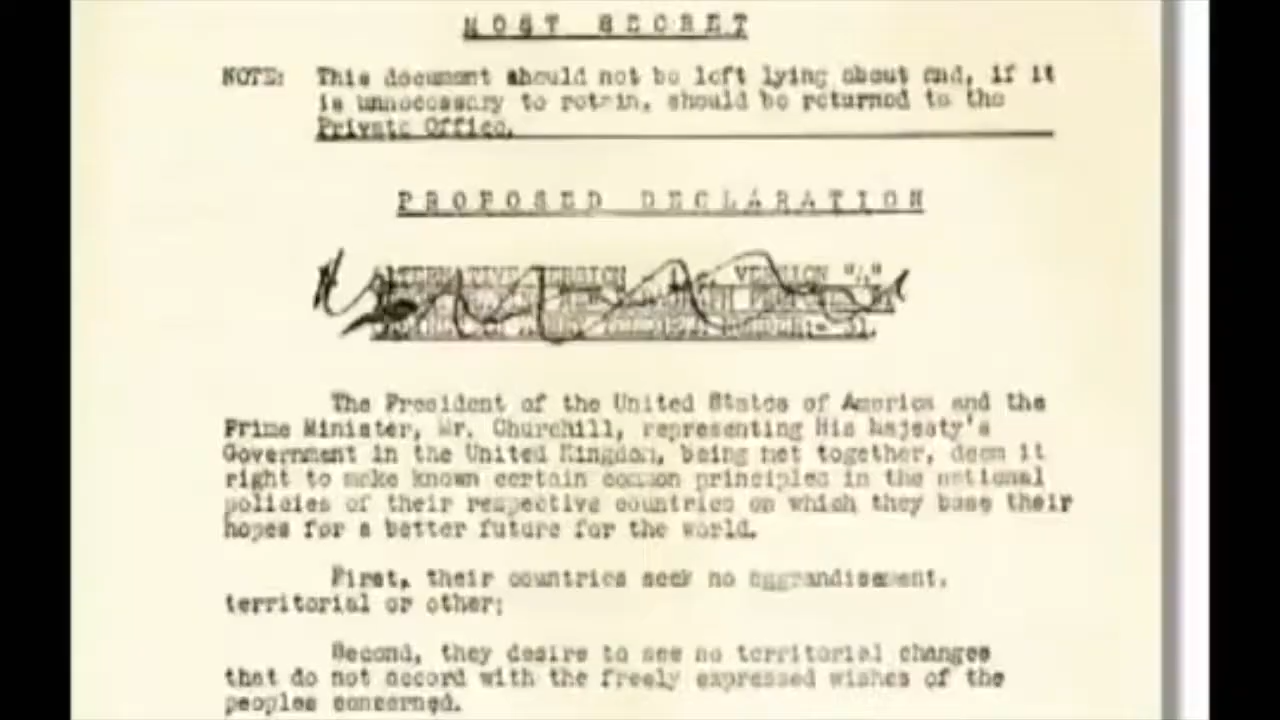 MOST SECRET
NOTE: This document should not be left lying about and, if it
is unnecessary to retain, should be returned to the
Private Office.
PROPOSED DECLARATION
ALTERNATIVE VERSION VERSION "A"
The President of the United States of America and the
Prime Minister, Mr. Churchill, representing His Majesty's
Government in the United Kingdom, being met together, deem it
right to make known certain common principles in the national
policies of their respective countries on which they base their
hopes for a better future for the world.
First, their countries seek no aggrandisement,
territorial or other;
Second, they desire to see no territorial changes
that do not accord with the freely expressed wishes of the
peoples concerned.